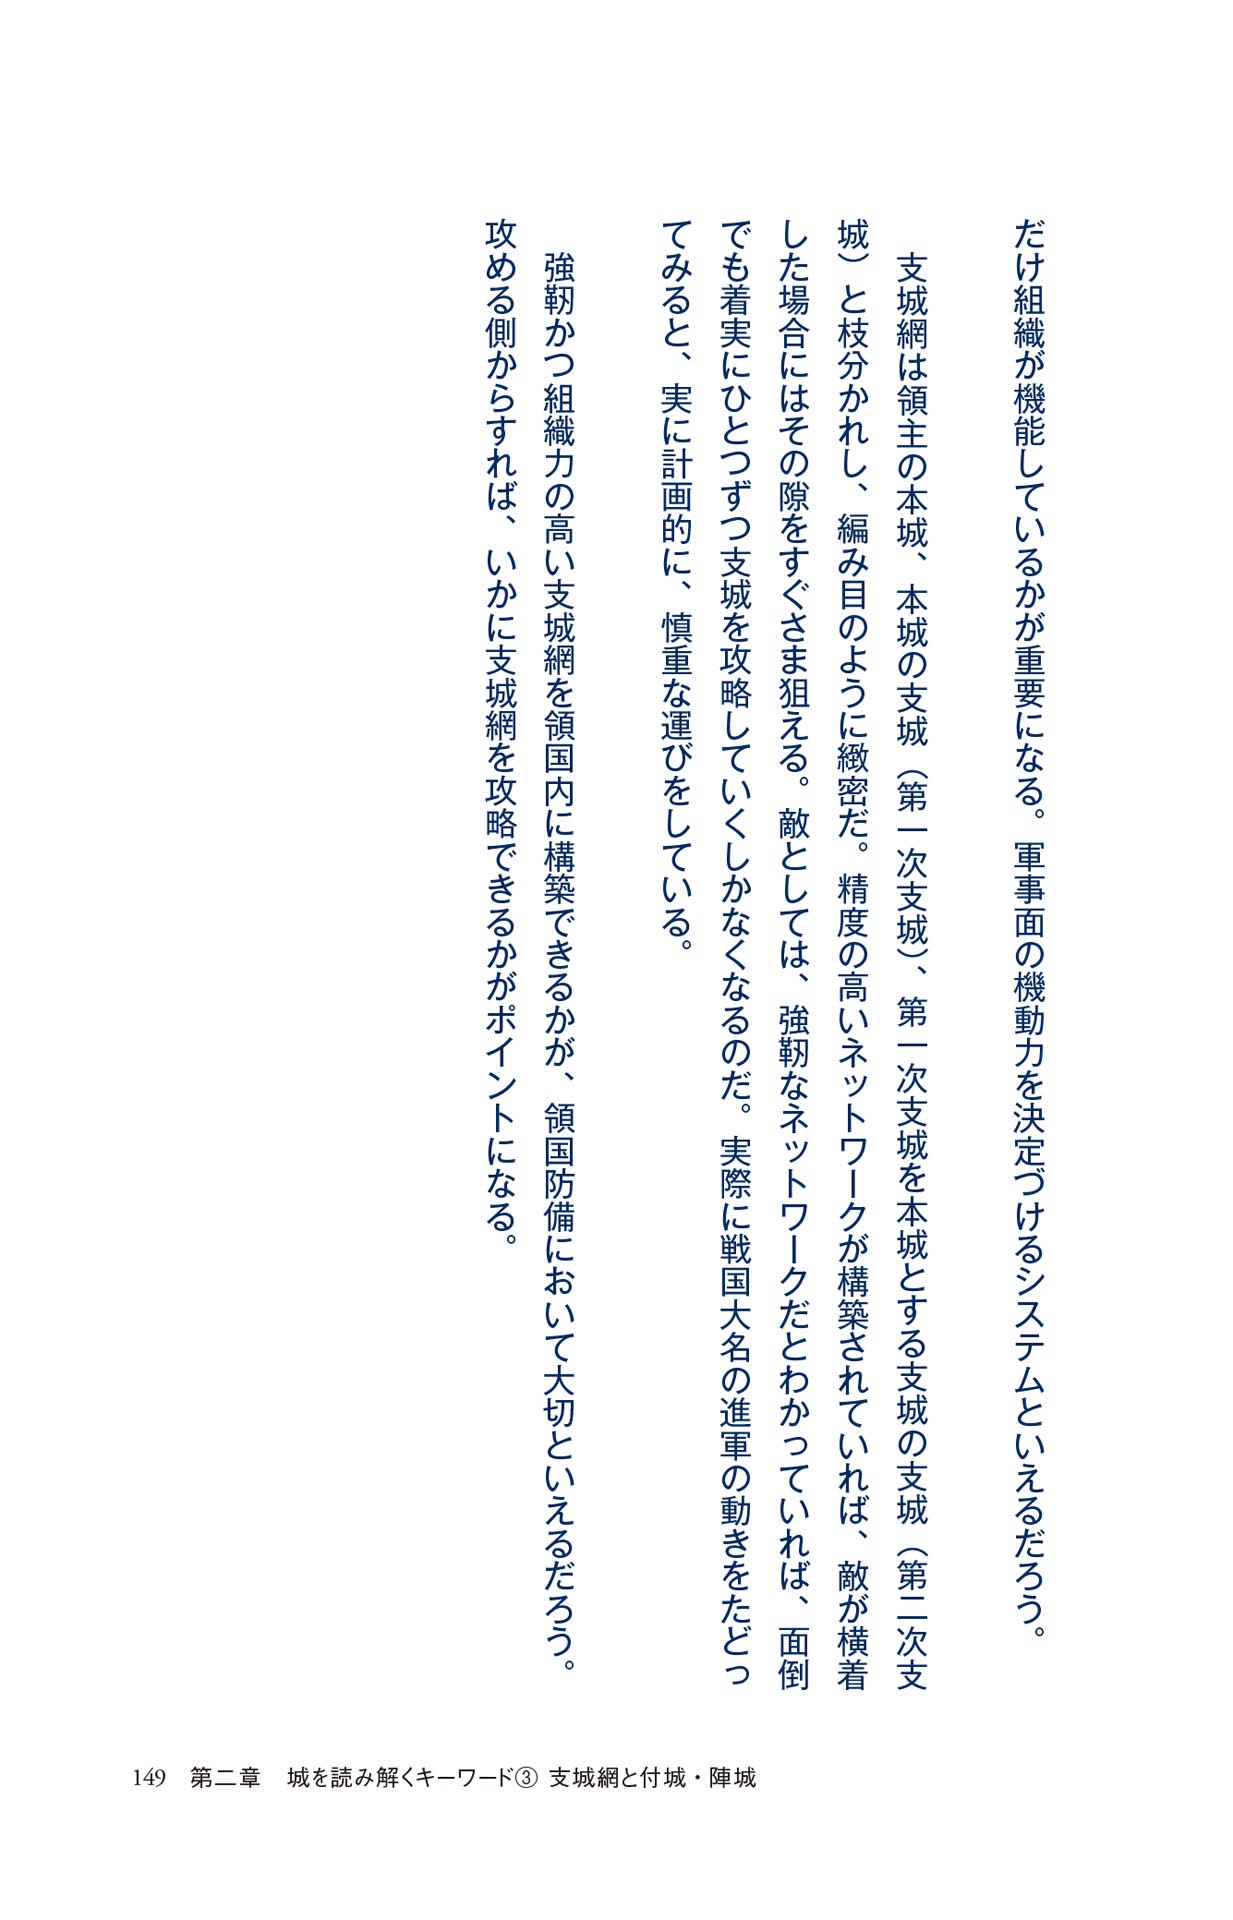 だけ組織が機能しているかが重要になる。軍事面の機動力を決定づけるシステムといえるだろう。
支城網は領主の本城、本城の支城（第一次支城）、第一次支城を本城とする支城の支城（第二次支
城）と枝分かれし、編み目のように緻密だ。精度の高いネットワークが構築されていれば、敵が横着
した場合にはその隙をすぐさま狙える。敵としては、強靭なネットワークだとわかっていれば、面倒
でも着実にひとつずつ支城を攻略していくしかなくなるのだ。実際に戦国大名の進軍の動きをたどっ
てみると、実に計画的に、慎重な運びをしている。
強靭かつ組織力の高い支城網を領国内に構築できるかが、領国防備において大切といえるだろう。
攻める側からすれば、いかに支城網を攻略できるかがポイントになる。
149 第二章 城を読み解くキーワード③ 支城網と付城・陣城